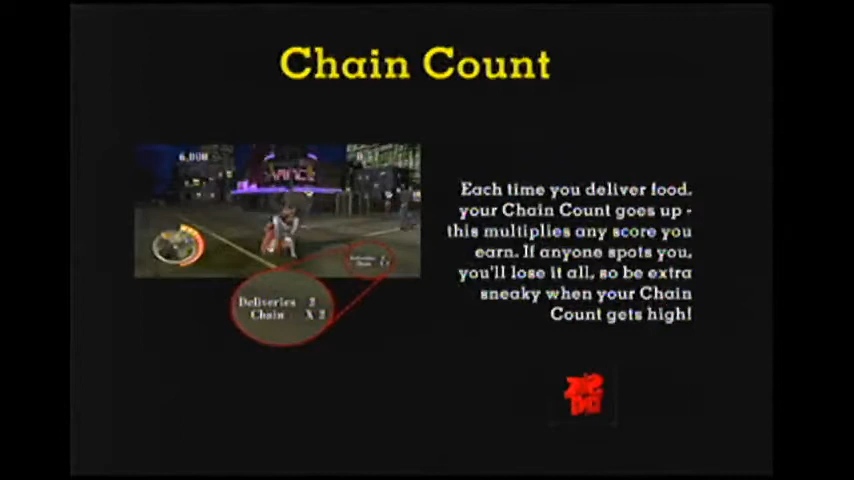 Chain Count
6,000
Each time you deliver food,
your Chain Count goes up -
this multiplies any score you
earn. If anyone spots you,
you'll lose it all, so be extra
sneaky when your Chain
Count gets high!
Deliveries 2
Chain X 2